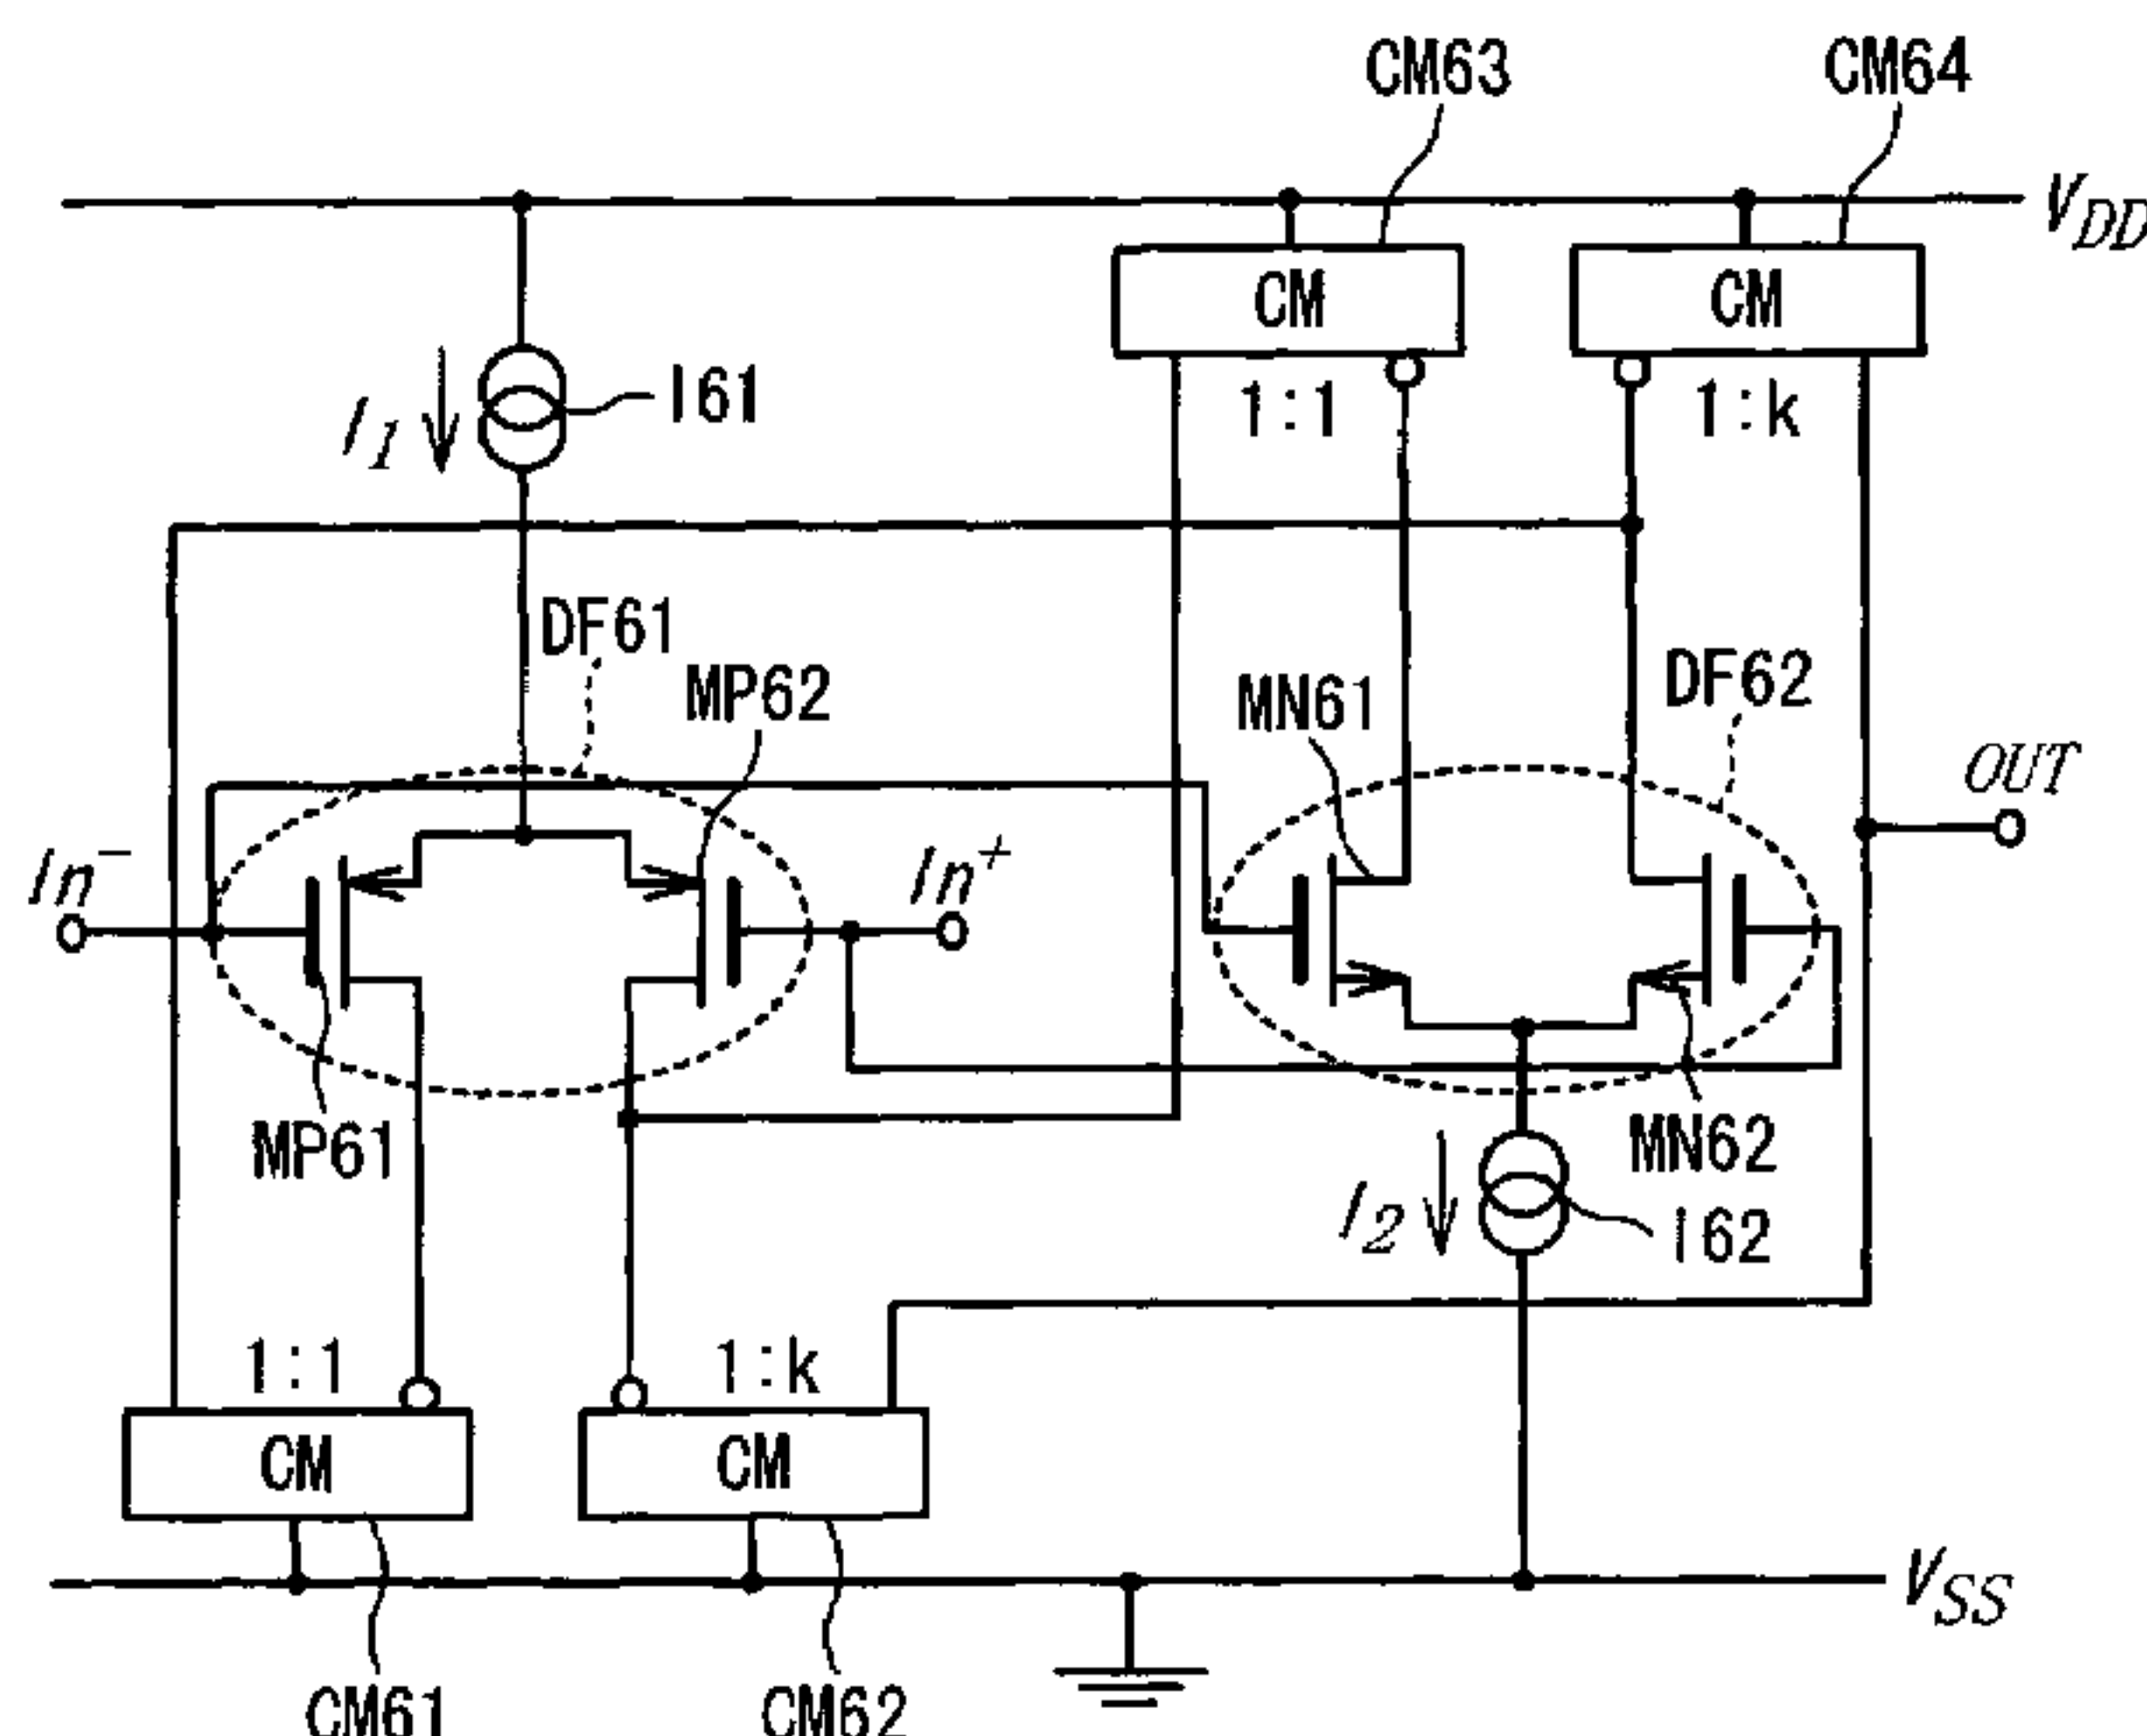 CM63
CM64
V_DD
CM
CM
1:1
1:k
I_1
I61
DF61
MP62
MN61
DF62
OUT
In^-
In^+
MP61
MN62
I_2
I62
1:1
1:k
CM
CM
V_SS
CM61
CM62